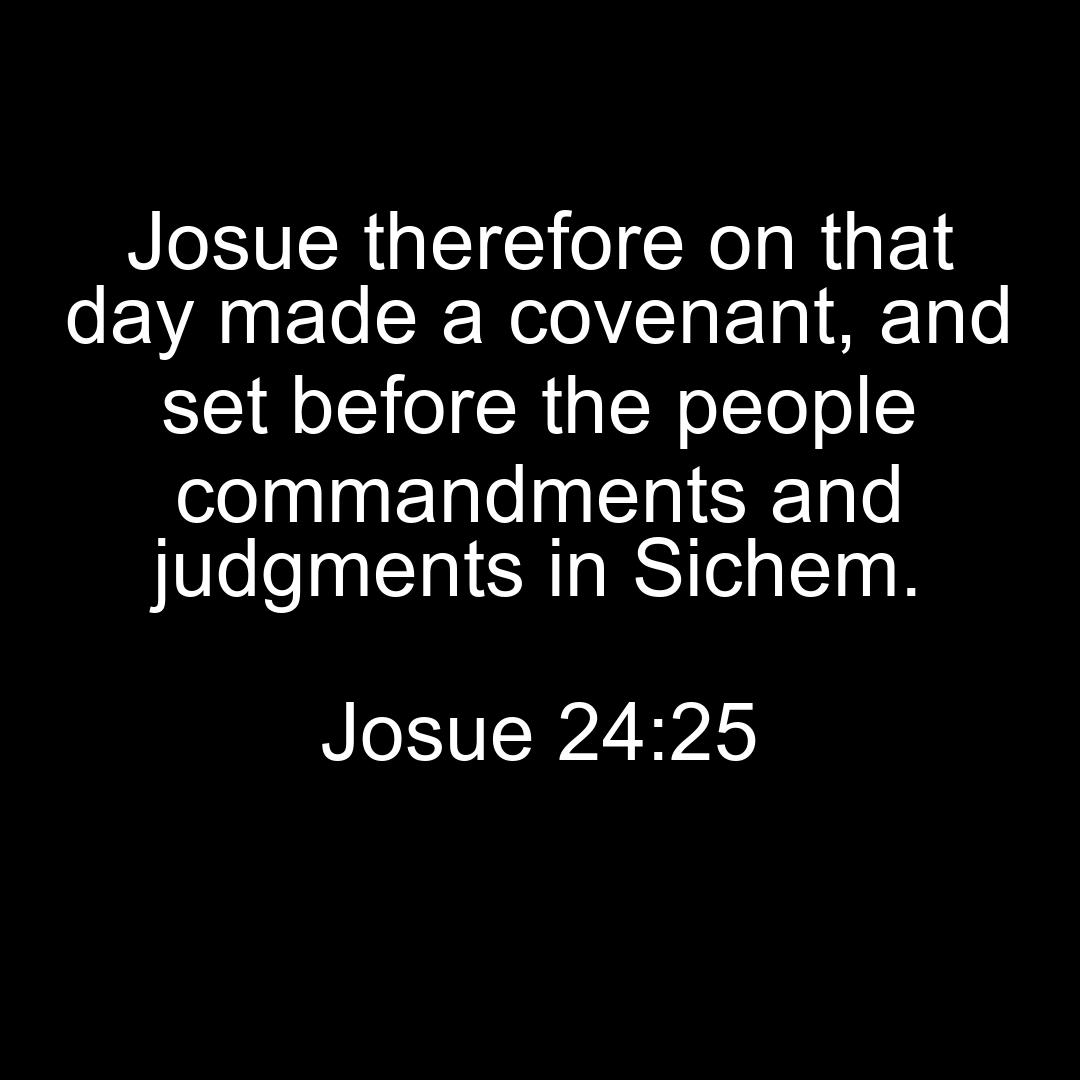 Josue therefore on that
day made a covenant, and
set before the people
commandments and
judgments in Sichem.
Josue 24:25